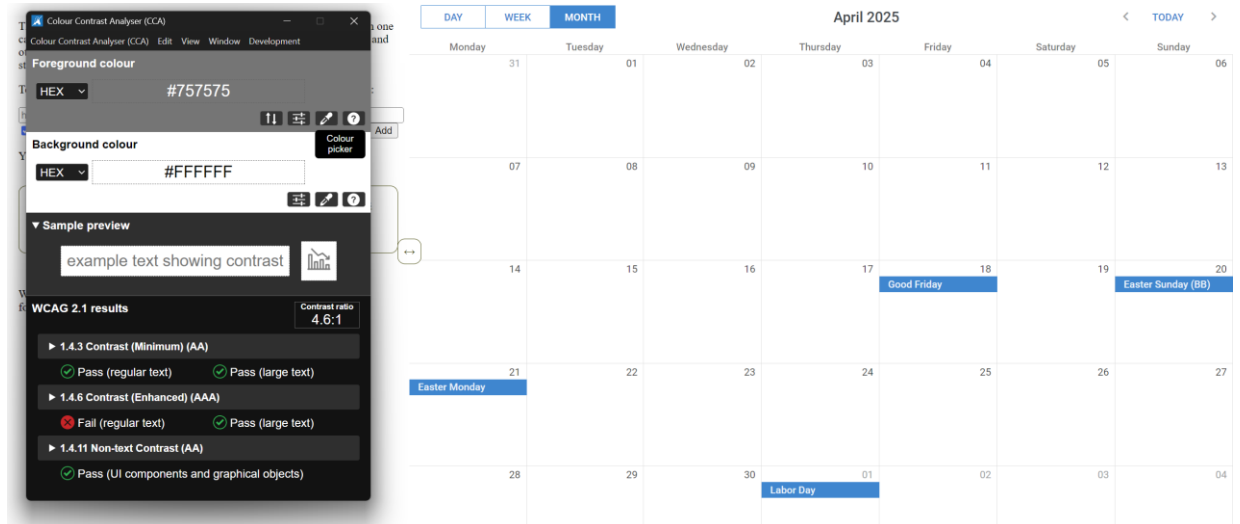 Colour Contrast Analyser (CCA)
Colour Contrast Analyser (CCA) Edit View Window Development
Foreground colour
HEX #757575
Colour
picker
Background colour
HEX #FFFFFF
Sample preview
example text showing contrast
WCAG 2.1 results
Contrast ratio
4.6:1
1.4.3 Contrast (Minimum) (AA)
Pass (regular text) Pass (large text)
1.4.6 Contrast (Enhanced) (AAA)
Fail (regular text) Pass (large text)
1.4.11 Non-text Contrast (AA)
Pass (UI components and graphical objects)
one
and
Add
DAY WEEK MONTH April 2025 TODAY
Monday Tuesday Wednesday Thursday Friday Saturday Sunday
31 01 02 03 04 05 06
07 08 09 10 11 12 13
14 15 16 17 18 19 20
Good Friday Easter Sunday (BB)
21 22 23 24 25 26 27
Easter Monday
28 29 30 01 02 03 04
Labor Day